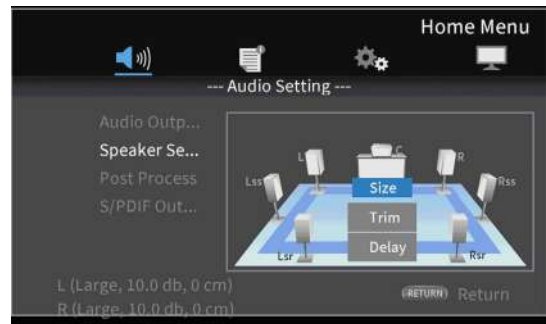 Home Menu
--- Audio Setting ---
Audio Outp...
Speaker Se...
Post Process
S/PDIF Out...
L
C
R
Lss
Rss
Size
Trim
Delay
Lsr
Rsr
L (Large, 10.0 db, 0 cm)
R (Large, 10.0 db, 0 cm)
RETURN Return